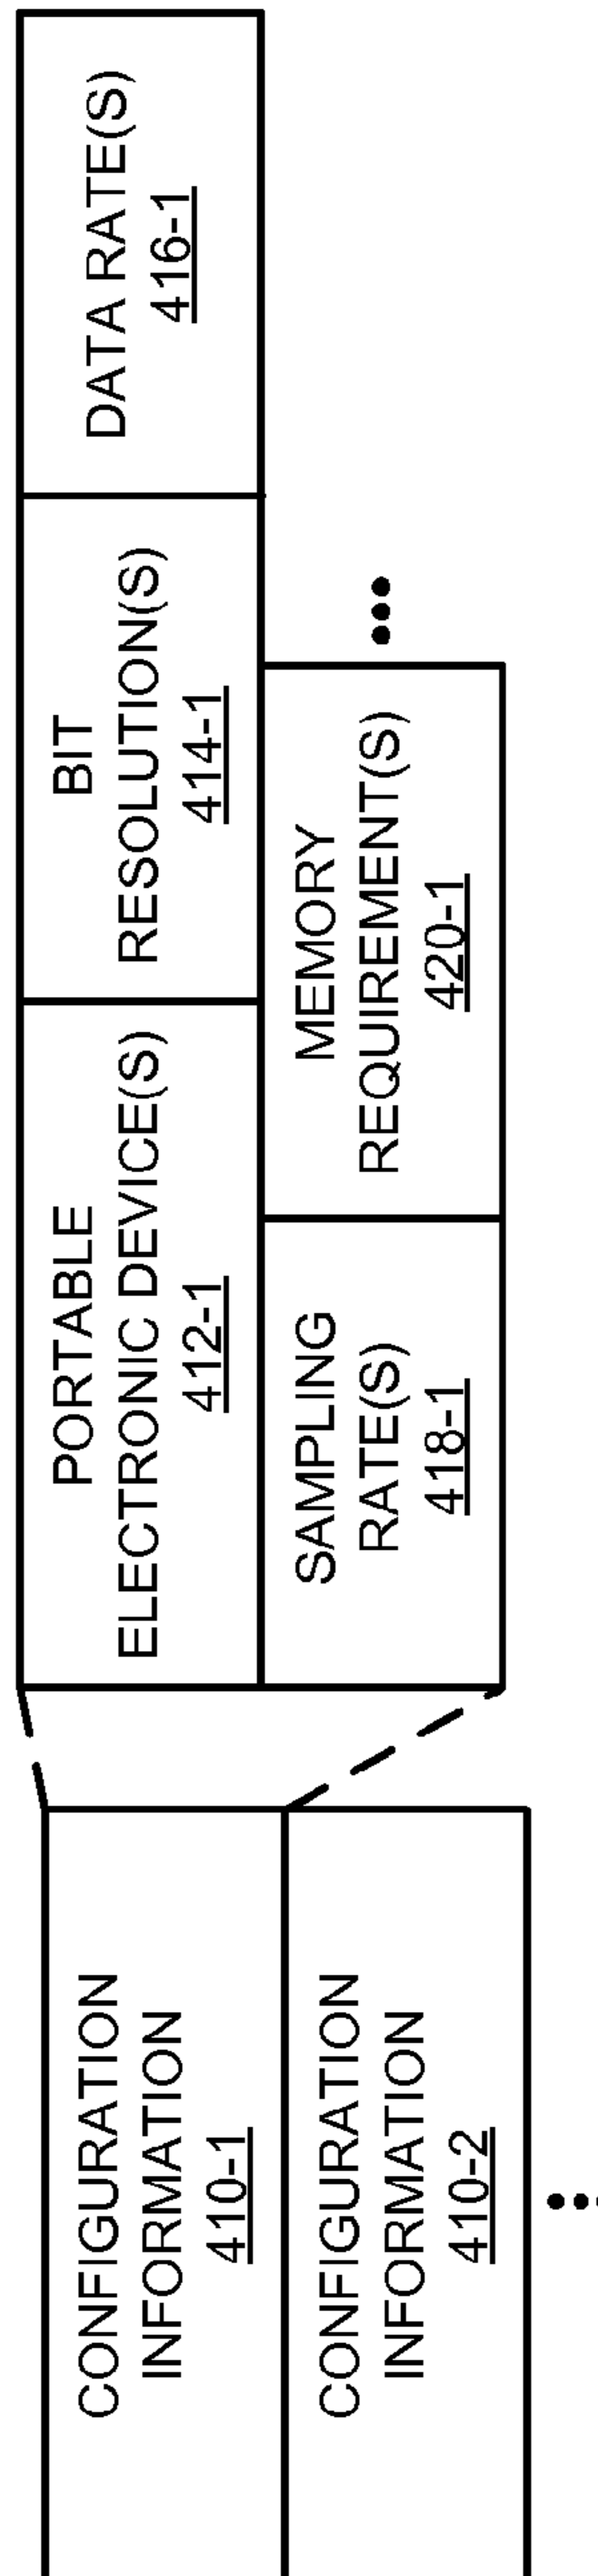 CONFIGURATION
INFORMATION
410-1
CONFIGURATION
INFORMATION
410-2
PORTABLE
ELECTRONIC DEVICE(S)
412-1
BIT
RESOLUTION(S)
414-1
DATA RATE(S)
416-1
SAMPLING
RATE(S)
418-1
MEMORY
REQUIREMENT(S)
420-1